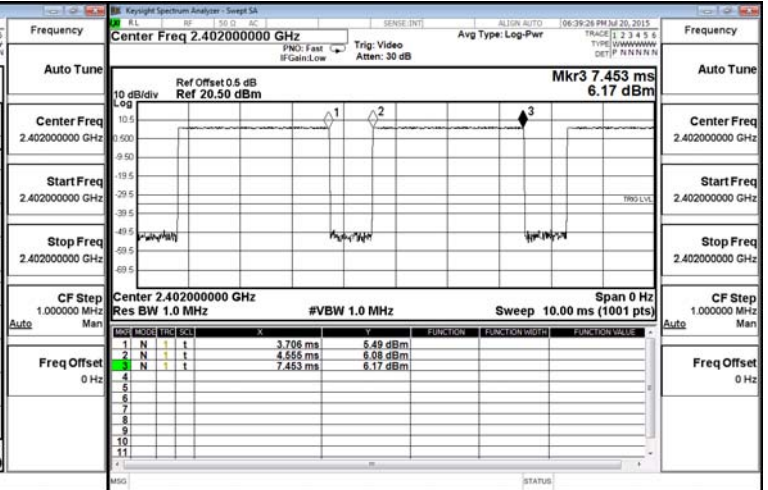 Frequency
Auto Tune
Center Freq
2.402000000 GHz
Start Freq
2.402000000 GHz
Stop Freq
2.402000000 GHz
CF Step
1.000000 MHz
Auto Man
Freq Offset
0 Hz
Keysight Spectrum Analyzer - Swept SA
RL RF 50 Ω AC SENSE:INT ALIGN AUTO 06:39:26 PM Jul 20, 2015
Center Freq 2.402000000 GHz
PNO: Fast
IFGain:Low
Trig: Video
Atten: 30 dB
Avg Type: Log-Pwr
TRACE 1 2 3 4 5 6
TYPE WWWWWW
DET P NNNNN
Ref Offset 0.5 dB
10 dB/div Ref 20.50 dBm
Log
Mkr3 7.453 ms
6.17 dBm
10.5
0.500
-9.50
-19.5
-29.5
-39.5
-49.5
-59.5
-69.5
1
2
3
TRIG LVL
Center 2.402000000 GHz Span 0 Hz
Res BW 1.0 MHz #VBW 1.0 MHz Sweep 10.00 ms (1001 pts)
MKR MODE TRC SCL X Y FUNCTION FUNCTION WIDTH FUNCTION VALUE
1 N 1 t 3.706 ms 5.49 dBm
2 N 1 t 4.555 ms 6.08 dBm
3 N 1 t 7.453 ms 6.17 dBm
4
5
6
7
8
9
10
11
MSG STATUS
Frequency
Auto Tune
Center Freq
2.402000000 GHz
Start Freq
2.402000000 GHz
Stop Freq
2.402000000 GHz
CF Step
1.000000 MHz
Auto Man
Freq Offset
0 Hz